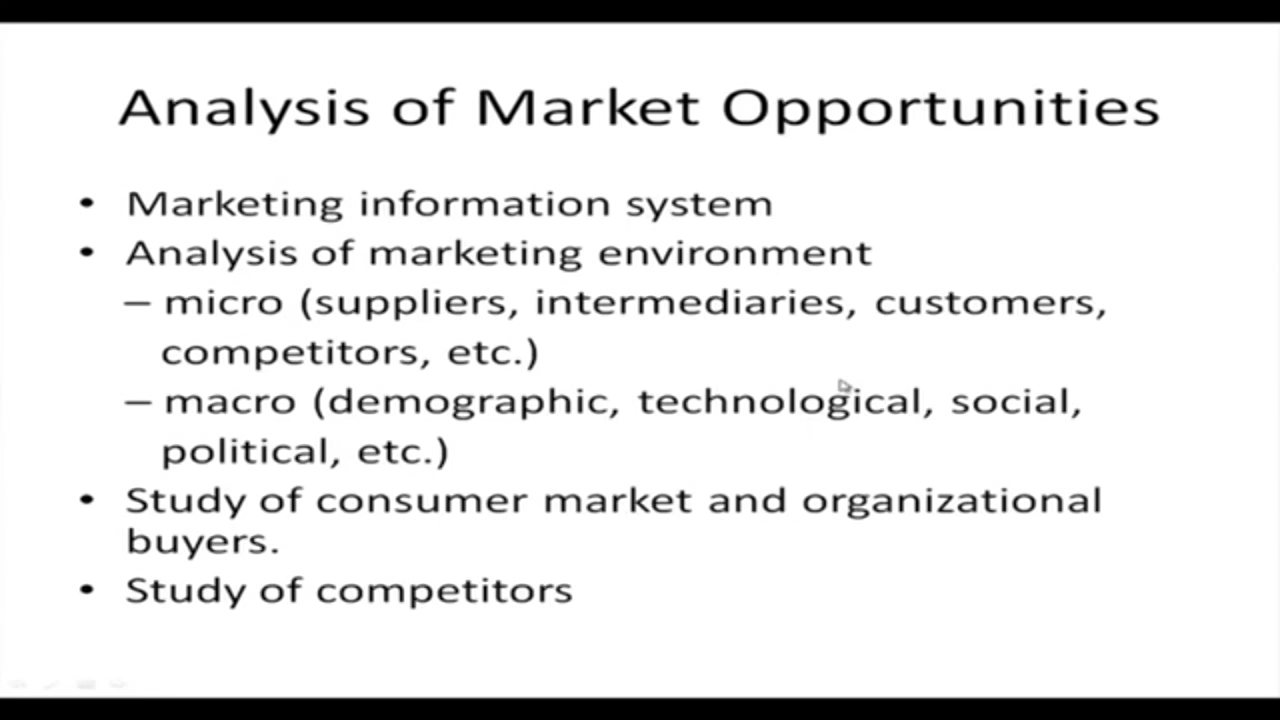 Analysis of Market Opportunities
• Marketing information system
• Analysis of marketing environment
– micro (suppliers, intermediaries, customers,
competitors, etc.)
– macro (demographic, technological, social,
political, etc.)
• Study of consumer market and organizational
buyers.
• Study of competitors